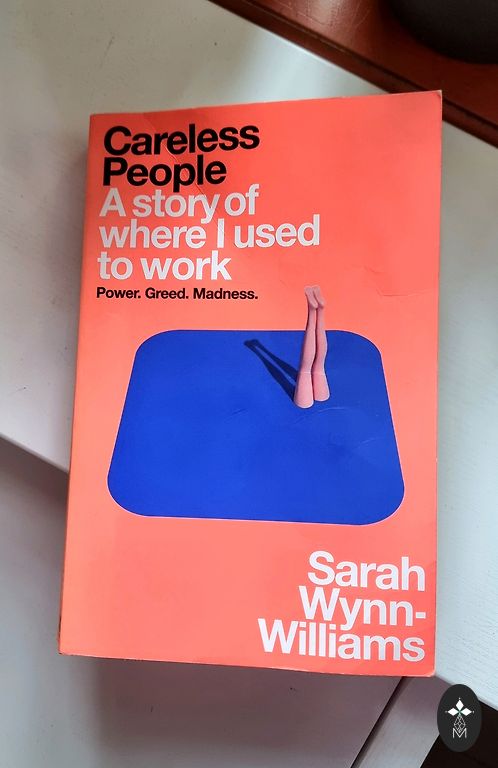 Careless
People
A story of
where I used
to work
Power. Greed. Madness.
Sarah
Wynn-
Williams
M